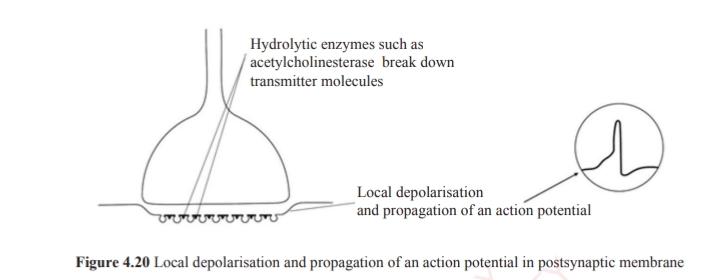 Hydrolytic enzymes such as
acetylcholinesterase break down
transmitter molecules
Local depolarisation
and propagation of an action potential
Figure 4.20 Local depolarisation and propagation of an action potential in postsynaptic membrane